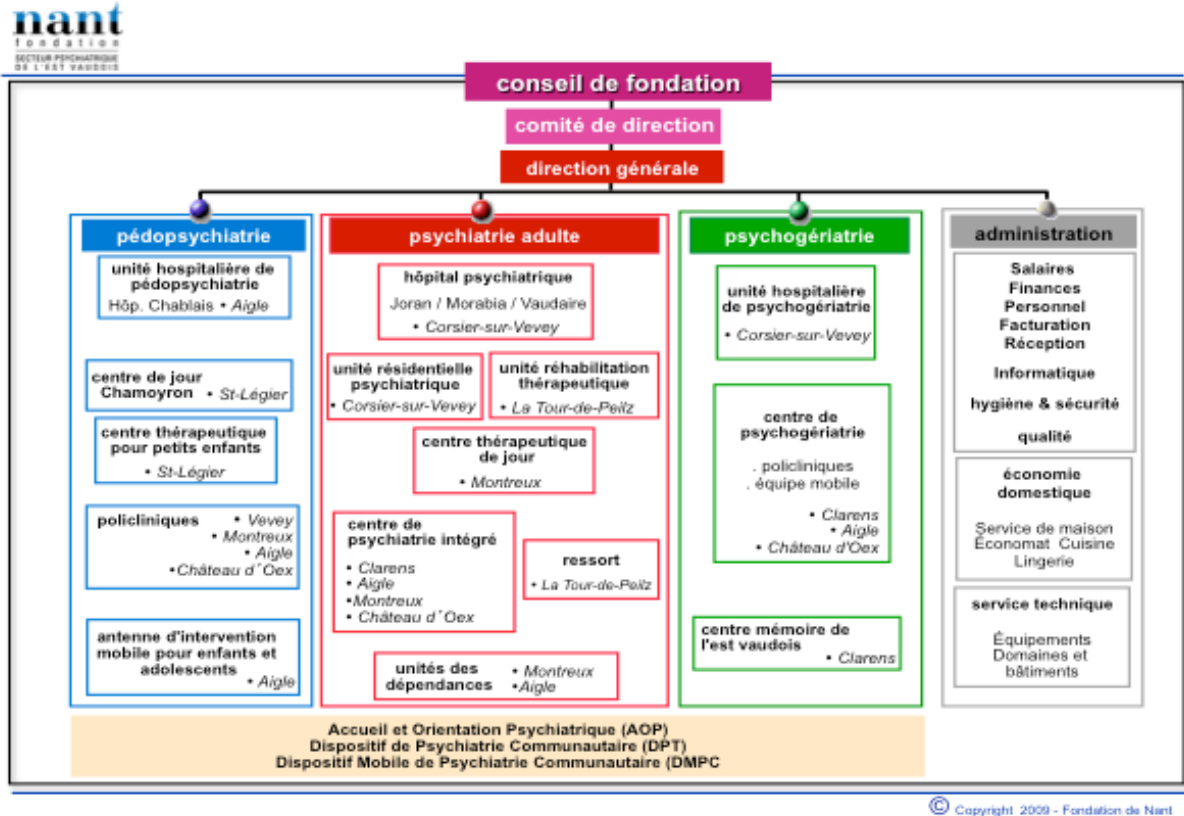 nant
fondation
SECTEUR PSYCHIATRIQUE
DE L'EST VAUDOIS
conseil de fondation
comité de direction
direction générale
pédopsychiatrie
unité hospitalière de
pédopsychiatrie
Hôp. Chablais • Aigle
centre de jour
Chamoyron • St-Légier
centre thérapeutique
pour petits enfants
• St-Légier
policliniques • Vevey
• Montreux
• Aigle
•Château d´Oex
antenne d'intervention
mobile pour enfants et
adolescents
• Aigle
psychiatrie adulte
hôpital psychiatrique
Joran / Morabia / Vaudaire
• Corsier-sur-Vevey
unité résidentielle
psychiatrique
• Corsier-sur-Vevey
unité réhabilitation
thérapeutique
• La Tour-de-Peilz
centre thérapeutique
de jour
• Montreux
centre de
psychiatrie intégré
• Clarens
• Aigle
•Montreux
• Château d´Oex
ressort
• La Tour-de-Peilz
unités des • Montreux
dépendances •Aigle
psychogériatrie
unité hospitalière
de psychogériatrie
• Corsier-sur-Vevey
centre de
psychogériatrie
. policliniques
. équipe mobile
• Clarens
• Aigle
• Château d'Oex
centre mémoire de
l'est vaudois
• Clarens
administration
Salaires
Finances
Personnel
Facturation
Réception
Informatique
hygiène & sécurité
qualité
économie
domestique
Service de maison
Économat Cuisine
Lingerie
service technique
Équipements
Domaines et
bâtiments
Accueil et Orientation Psychiatrique (AOP)
Dispositif de Psychiatrie Communautaire (DPT)
Dispositif Mobile de Psychiatrie Communautaire (DMPC
© Copyright 2009 - Fondation de Nant